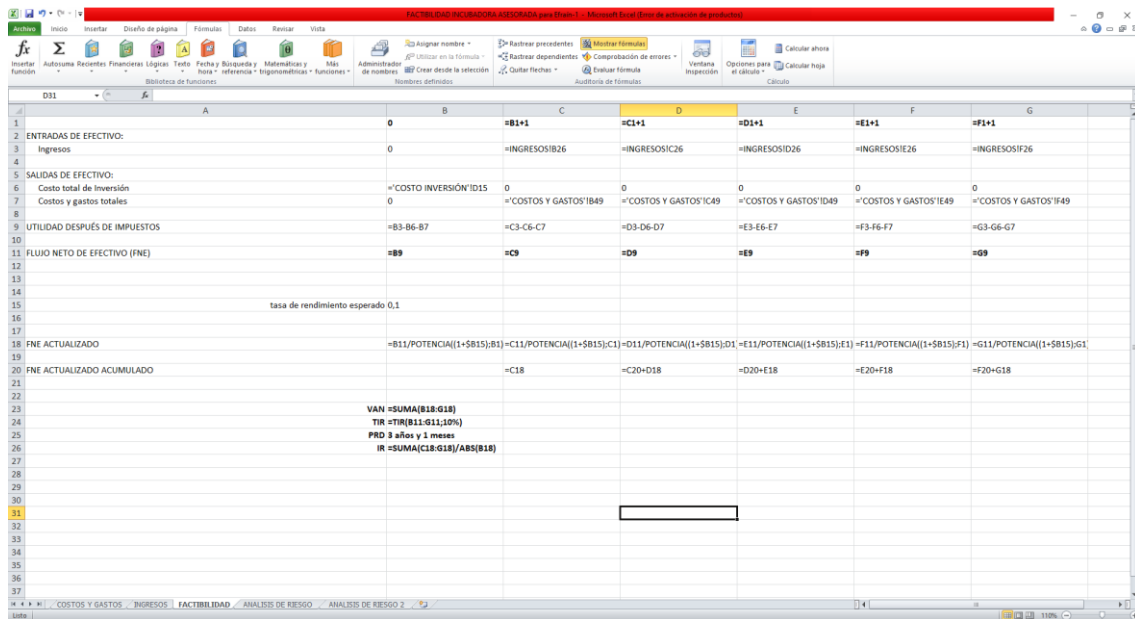 FACTIBILIDAD INCUBADORA ASESORADA para Efraín-1 - Microsoft Excel (Error de activación de productos)
Archivo Inicio Insertar Diseño de página Fórmulas Datos Revisar Vista
Insertar función Autosuma Recientes Financieras Lógicas Texto Fecha y hora Búsqueda y referencia Matemáticas y trigonométricas Más funciones
Biblioteca de funciones
Administrador de nombres Asignar nombre Utilizar en la fórmula Crear desde la selección
Nombres definidos
Rastrear precedentes Rastrear dependientes Quitar flechas Mostrar fórmulas Comprobación de errores Evaluar fórmula Ventana Inspección
Auditoría de fórmulas
Opciones para el cálculo Calcular ahora Calcular hoja
Cálculo
D31 fx
A B C D E F G
1 0 =B1+1 =C1+1 =D1+1 =E1+1 =F1+1
2 ENTRADAS DE EFECTIVO:
3 Ingresos 0 =INGRESOS!B26 =INGRESOS!C26 =INGRESOS!D26 =INGRESOS!E26 =INGRESOS!F26
4
5 SALIDAS DE EFECTIVO:
6 Costo total de Inversión ='COSTO INVERSIÓN'!D15 0 0 0 0 0
7 Costos y gastos totales 0 ='COSTOS Y GASTOS'!B49 ='COSTOS Y GASTOS'!C49 ='COSTOS Y GASTOS'!D49 ='COSTOS Y GASTOS'!E49 ='COSTOS Y GASTOS'!F49
8
9 UTILIDAD DESPUÉS DE IMPUESTOS =B3-B6-B7 =C3-C6-C7 =D3-D6-D7 =E3-E6-E7 =F3-F6-F7 =G3-G6-G7
10
11 FLUJO NETO DE EFECTIVO (FNE) =B9 =C9 =D9 =E9 =F9 =G9
12
13
14
15 tasa de rendimiento esperado 0,1
16
17
18 FNE ACTUALIZADO =B11/POTENCIA((1+$B15);B1) =C11/POTENCIA((1+$B15);C1) =D11/POTENCIA((1+$B15);D1 =E11/POTENCIA((1+$B15);E1) =F11/POTENCIA((1+$B15);F1) =G11/POTENCIA((1+$B15);G1
19
20 FNE ACTUALIZADO ACUMULADO =C18 =C20+D18 =D20+E18 =E20+F18 =F20+G18
21
22
23 VAN =SUMA(B18:G18)
24 TIR =TIR(B11:G11;10%)
25 PRD 3 años y 1 meses
26 IR =SUMA(C18:G18)/ABS(B18)
27
28
29
30
31
32
33
34
35
36
37
COSTOS Y GASTOS INGRESOS FACTIBILIDAD ANALISIS DE RIESGO ANALISIS DE RIESGO 2
Listo 110%